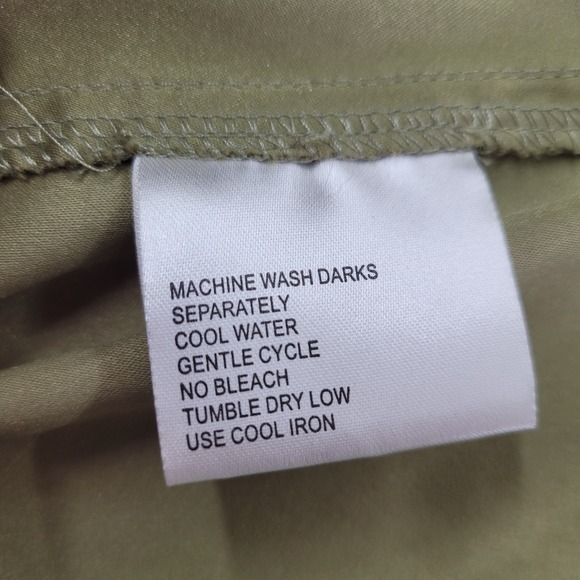 MACHINE WASH DARKS
SEPARATELY
COOL WATER
GENTLE CYCLE
NO BLEACH
TUMBLE DRY LOW
USE COOL IRON